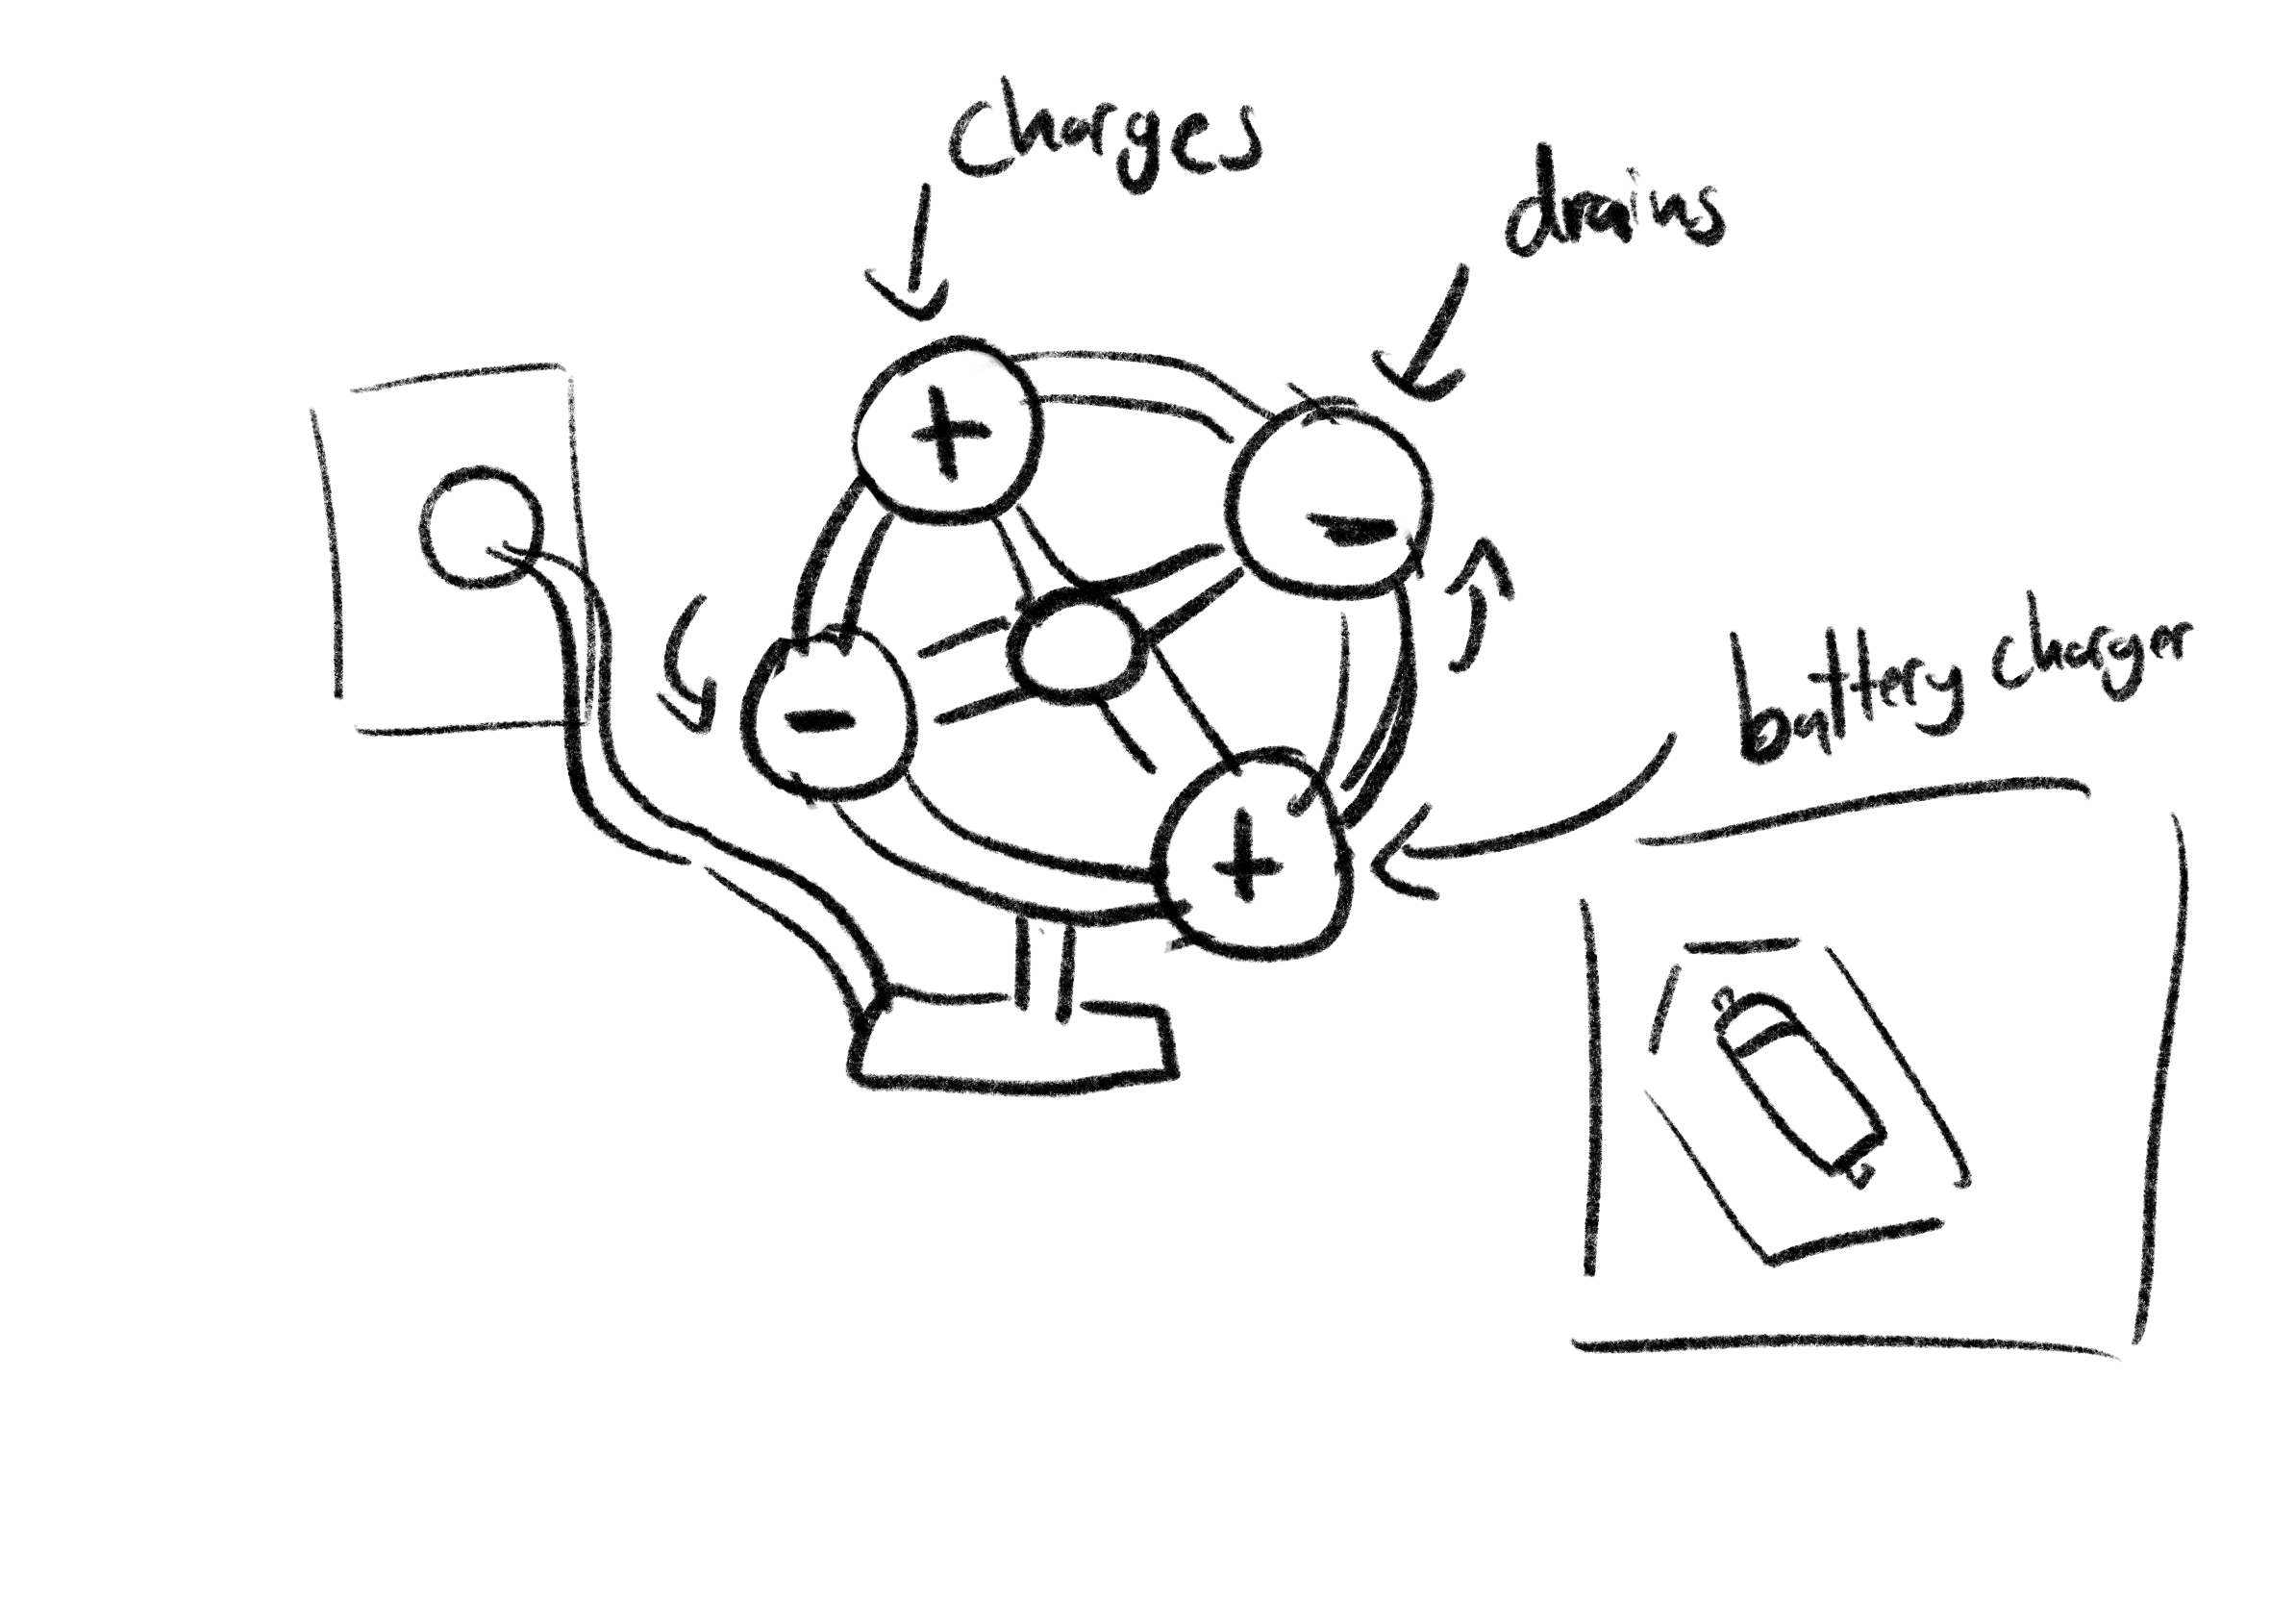 charges
drains
+
-
-
battery charger
+